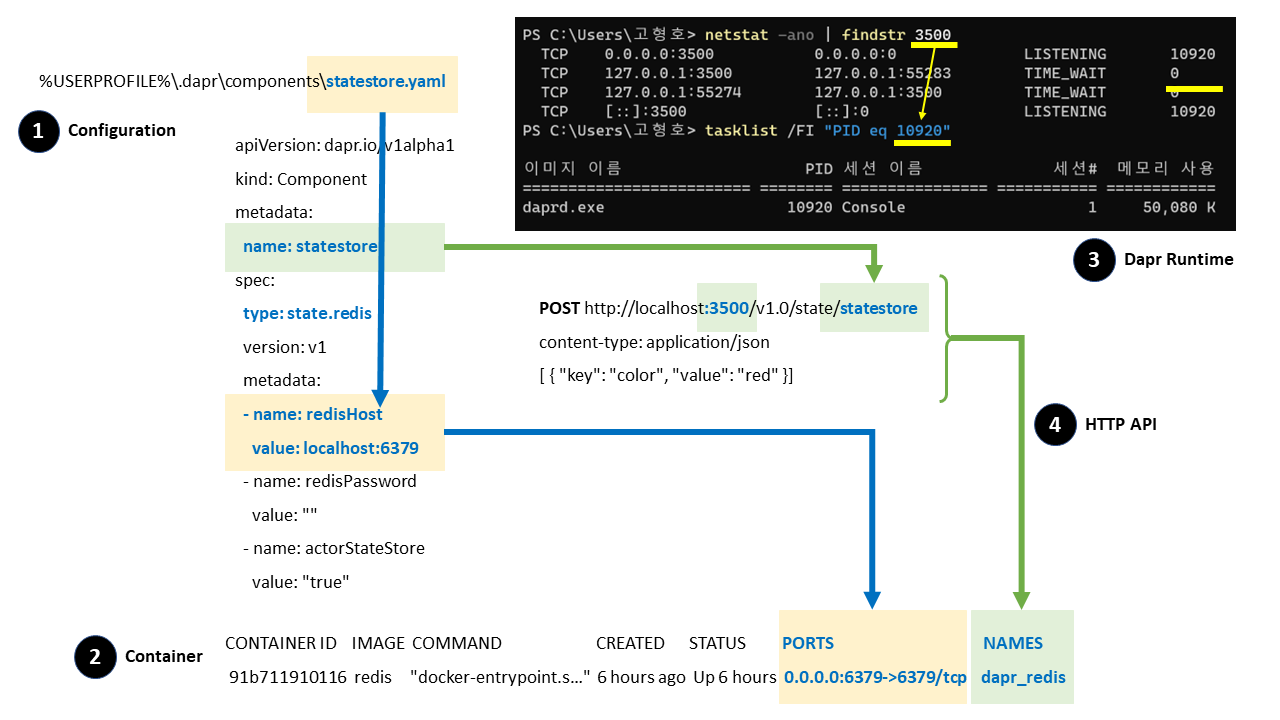 %USERPROFILE%\.dapr\components\statestore.yaml
1 Configuration
apiVersion: dapr.io/v1alpha1
kind: Component
metadata:
name: statestore
spec:
type: state.redis
version: v1
metadata:
- name: redisHost
value: localhost:6379
- name: redisPassword
value: ""
- name: actorStateStore
value: "true"
PS C:\Users\고형호> netstat -ano | findstr 3500
TCP 0.0.0.0:3500 0.0.0.0:0 LISTENING 10920
TCP 127.0.0.1:3500 127.0.0.1:55283 TIME_WAIT 0
TCP 127.0.0.1:55274 127.0.0.1:3500 TIME_WAIT 0
TCP [::]:3500 [::]:0 LISTENING 10920
PS C:\Users\고형호> tasklist /FI "PID eq 10920"
이미지 이름 PID 세션 이름 세션# 메모리 사용
========================= ======== ================ =========== ============
daprd.exe 10920 Console 1 50,080 K
3 Dapr Runtime
POST http://localhost:3500/v1.0/state/statestore
content-type: application/json
[ { "key": "color", "value": "red" }]
4 HTTP API
2 Container
CONTAINER ID IMAGE COMMAND CREATED STATUS PORTS NAMES
91b711910116 redis "docker-entrypoint.s…" 6 hours ago Up 6 hours 0.0.0.0:6379->6379/tcp dapr_redis